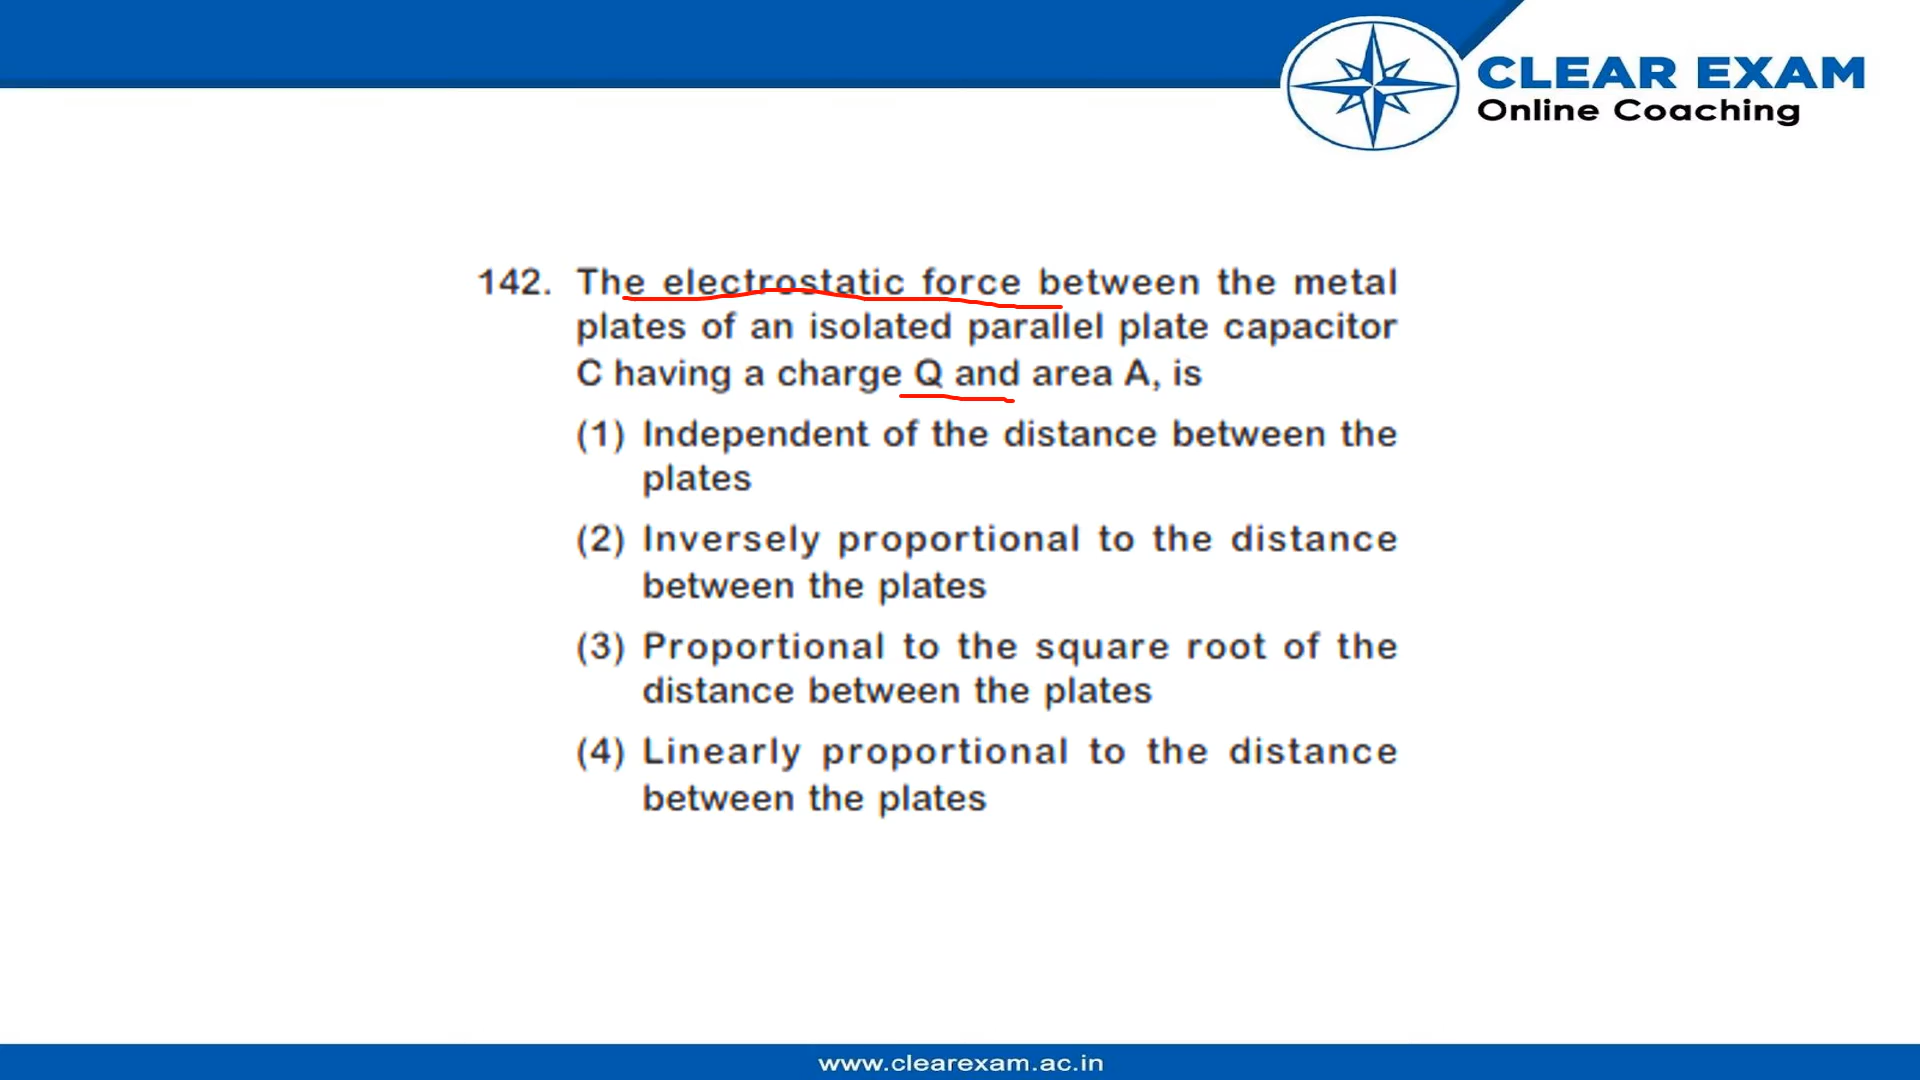 CLEAR EXAM
Online Coaching
142. The electrostatic force between the metal
plates of an isolated parallel plate capacitor
C having a charge Q and area A, is
(1) Independent of the distance between the
plates
(2) Inversely proportional to the distance
between the plates
(3) Proportional to the square root of the
distance between the plates
(4) Linearly proportional to the distance
between the plates
www.clearexam.ac.in